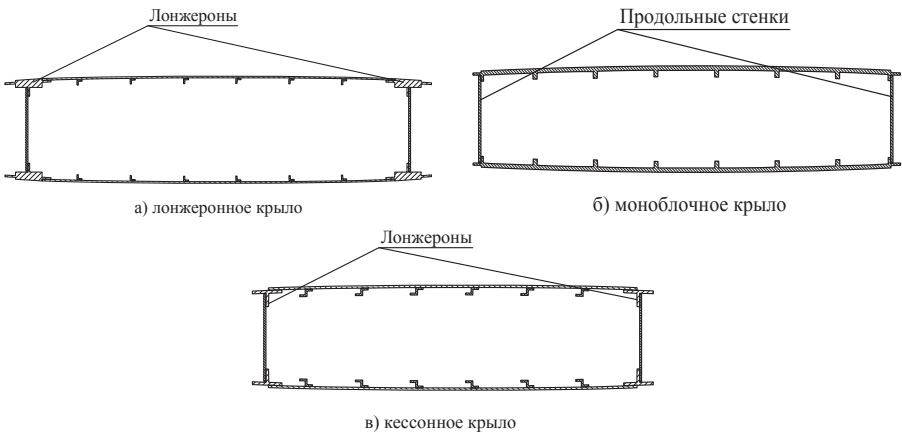 Лонжероны
Продольные стенки
а) лонжеронное крыло
б) моноблочное крыло
Лонжероны
в) кессонное крыло